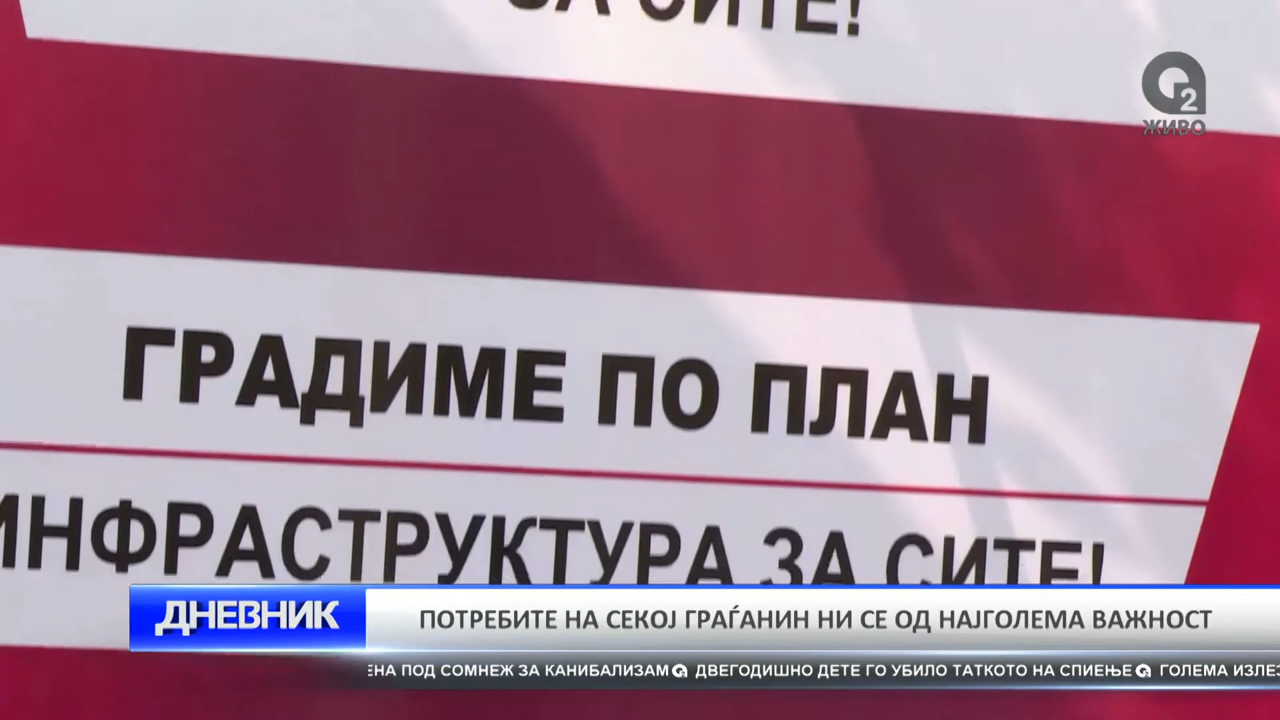 ЗА СИТЕ!
2
ЖИВО
ГРАДИМЕ ПО ПЛАН
ИНФРАСТРУКТУРА ЗА СИТЕ!
ДНЕВНИК
ПОТРЕБИТЕ НА СЕКОЈ ГРАЃАНИН НИ СЕ ОД НАЈГОЛЕМА ВАЖНОСТ
ПОД СОМНЕЖ ЗА КАНИБАЛИЗАМ ДВЕГОДИШНО ДЕТЕ ГО УБИЛО ТАТКОТО НА СПИЕЊЕ ГОЛЕМА